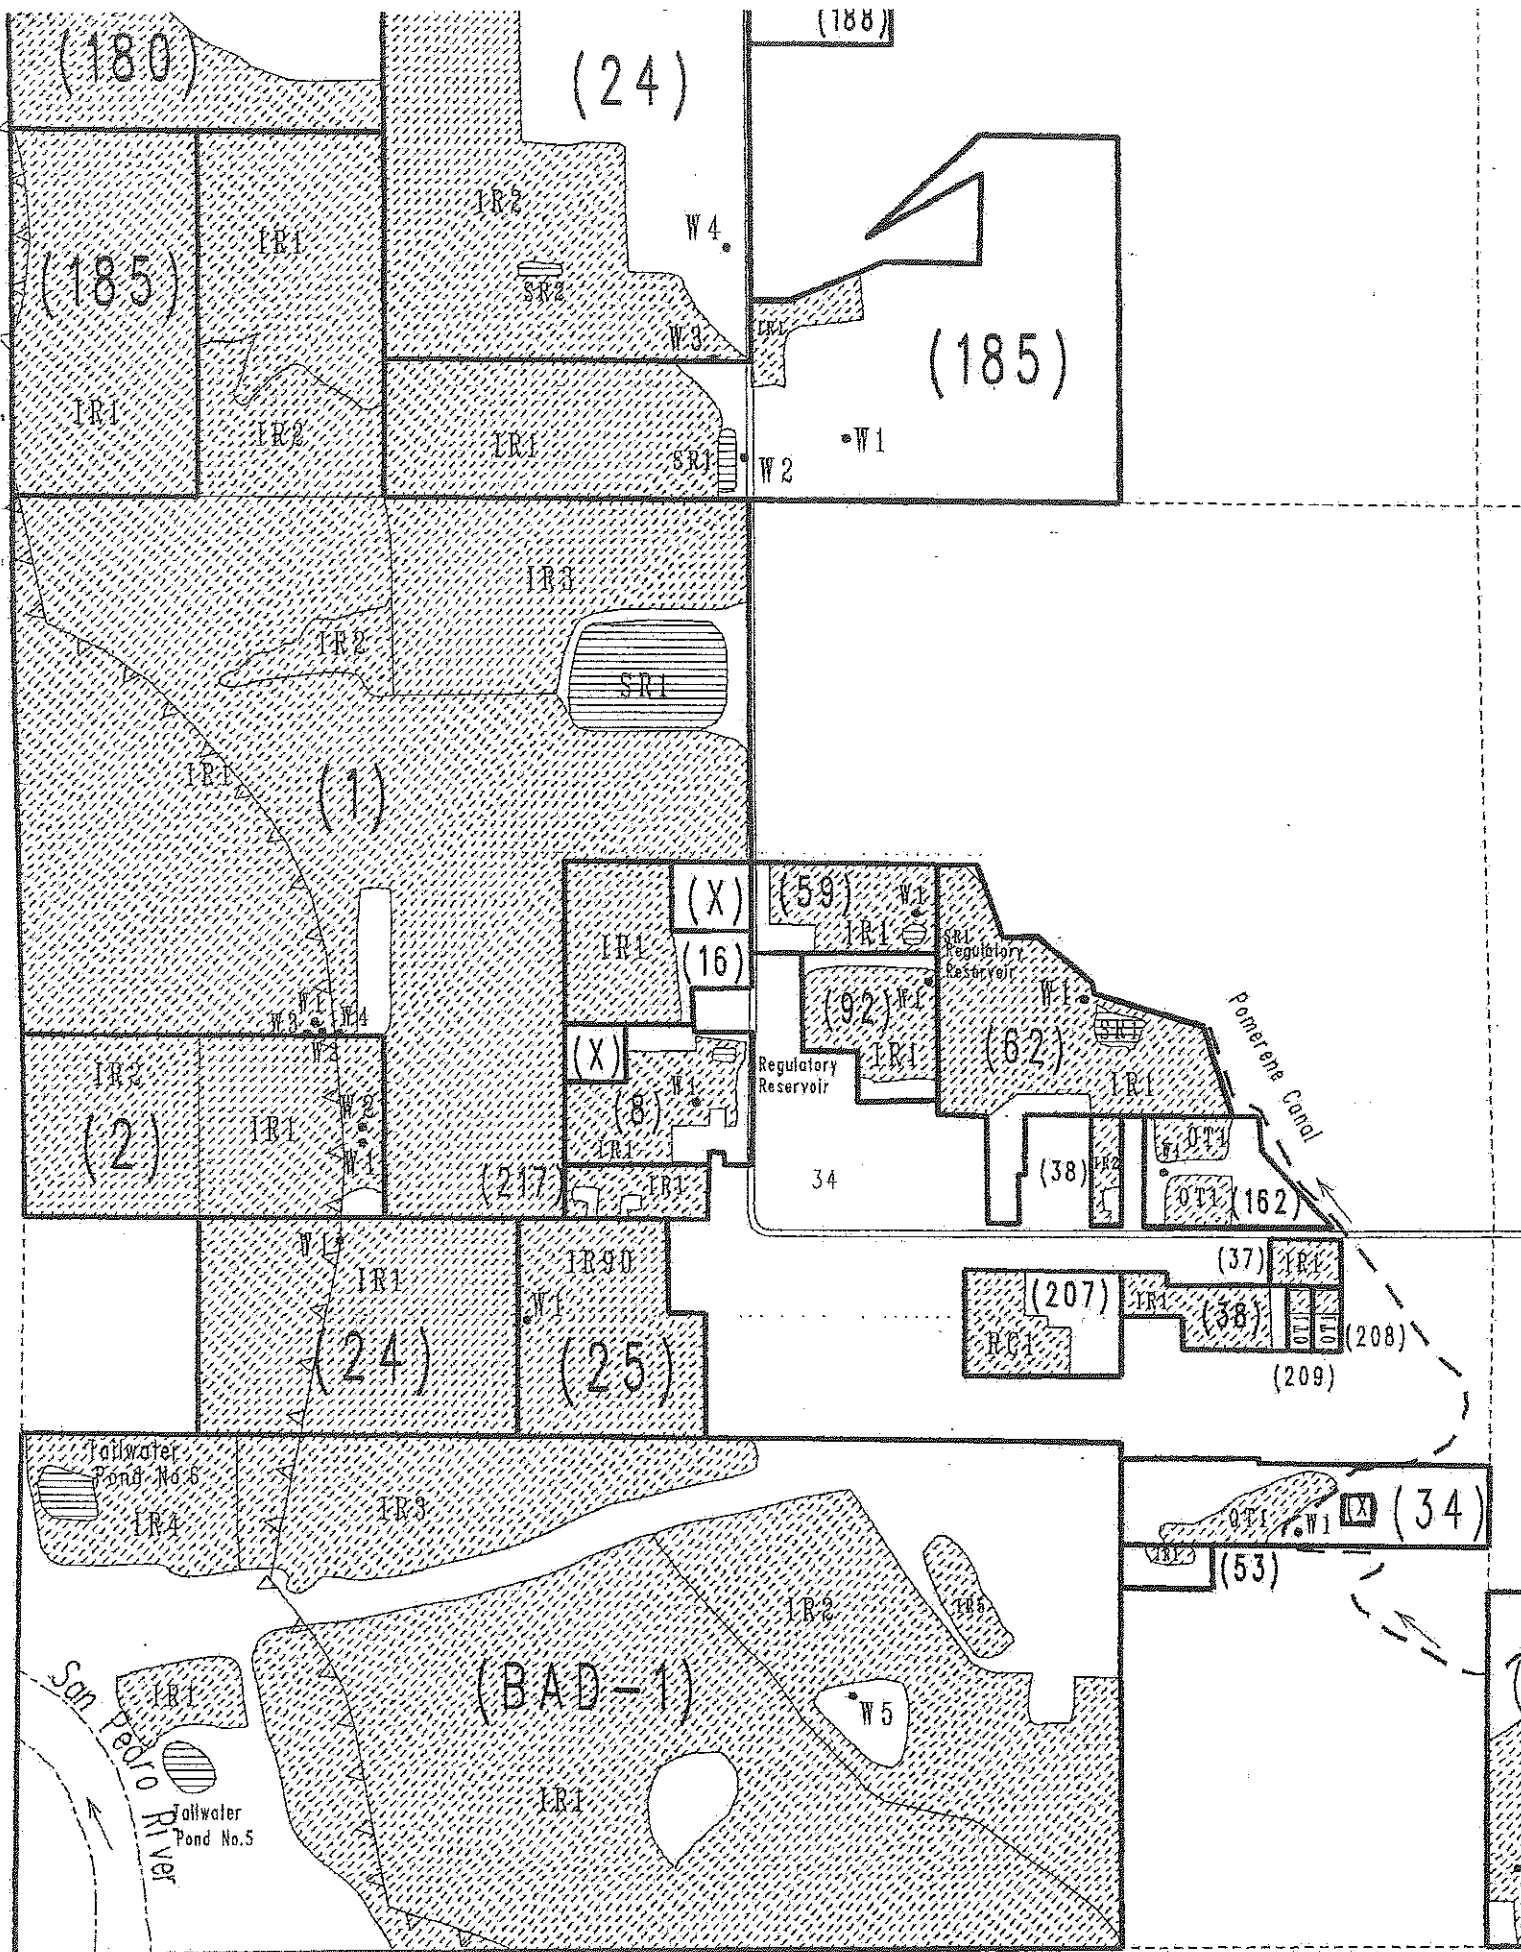 (188)
(180)
(24)
IR2
W4
IR1
(185)
SR2
IR1
W3
(185)
IR1
IR2
IR1
SR1
W2
W1
IR3
IR2
SR1
IR1
(1)
(X)
(59)
W1
IR1
IR1
(16)
SR1
Regulatory
Reservoir
W1
W3
W4
W2
(92)
W1
IR1
W1
SR1
(62)
IR1
Pomerene Canal
IR2
(2)
IR1
W2
W1
(X)
(8)
W1
IR1
Regulatory
Reservoir
(217)
IR1
34
(38)
IR2
W1
OT1
OT1
(162)
W1
IR1
(24)
IR90
W1
(25)
(37)
IR1
(207)
RC1
IR1
(38)
OT1
OT1
(208)
(209)
Tailwater
Pond No.6
IR4
IR3
OT1
W1
(X)
(34)
IR1
(53)
IR2
IR5
(BAD-1)
W5
IR1
San Pedro River
IR1
Tailwater
Pond No.5